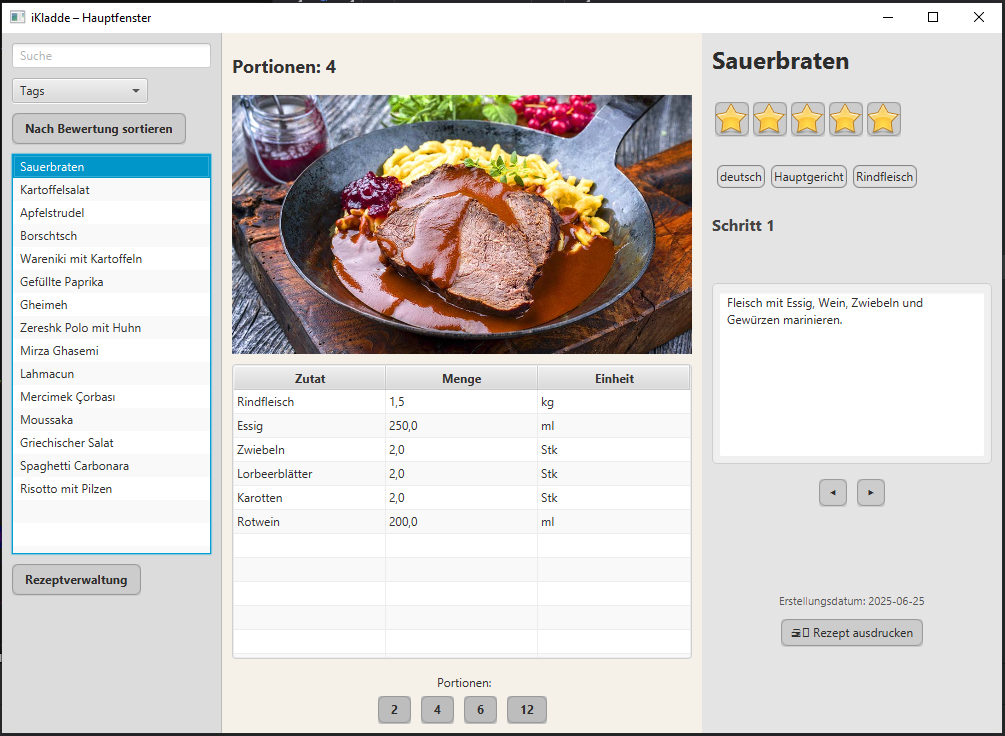 iKladde – Hauptfenster
Suche
Tags
Nach Bewertung sortieren
Sauerbraten
Kartoffelsalat
Apfelstrudel
Borschtsch
Wareniki mit Kartoffeln
Gefüllte Paprika
Gheimeh
Zereshk Polo mit Huhn
Mirza Ghasemi
Lahmacun
Mercimek Çorbası
Moussaka
Griechischer Salat
Spaghetti Carbonara
Risotto mit Pilzen
Rezeptverwaltung
Portionen: 4
Zutat Menge Einheit
Rindfleisch 1,5 kg
Essig 250,0 ml
Zwiebeln 2,0 Stk
Lorbeerblätter 2,0 Stk
Karotten 2,0 Stk
Rotwein 200,0 ml
Portionen:
2 4 6 12
Sauerbraten
deutsch Hauptgericht Rindfleisch
Schritt 1
Fleisch mit Essig, Wein, Zwiebeln und
Gewürzen marinieren.
Erstellungsdatum: 2025-06-25
Rezept ausdrucken